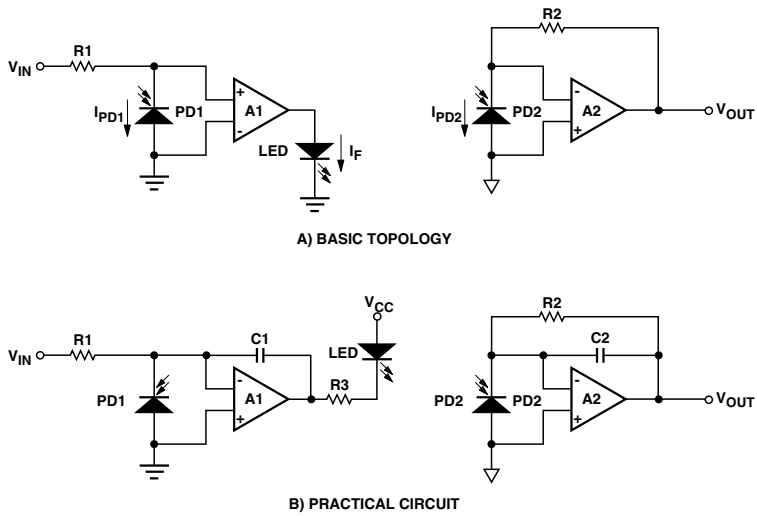 R1
V_IN
I_PD1
PD1
+
A1
-
LED
I_F
R2
I_PD2
PD2
-
A2
+
V_OUT
A) BASIC TOPOLOGY
V_CC
R1
V_IN
C1
LED
PD1
-
A1
+
R3
R2
C2
PD2
PD2
-
A2
+
V_OUT
B) PRACTICAL CIRCUIT